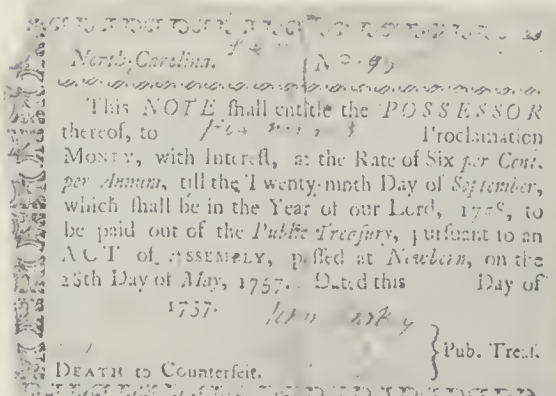 North-Carolina. No. 97
This NOTE ſhall entitle the POSSESSOR
thereof, to Proclamation
MONEY, with Intereſt, at the Rate of Six per Cent.
per Annum, till the Twenty-ninth Day of September,
which ſhall be in the Year of our Lord, 1758, to
be paid out of the Public Treaſury, purſuant to an
ACT of ASSEMBLY, paſſed at Newbern, on the
28th Day of May, 1757. Dated this Day of
1757.
Pub. Treaſ.
DEATH to Counterfeit.